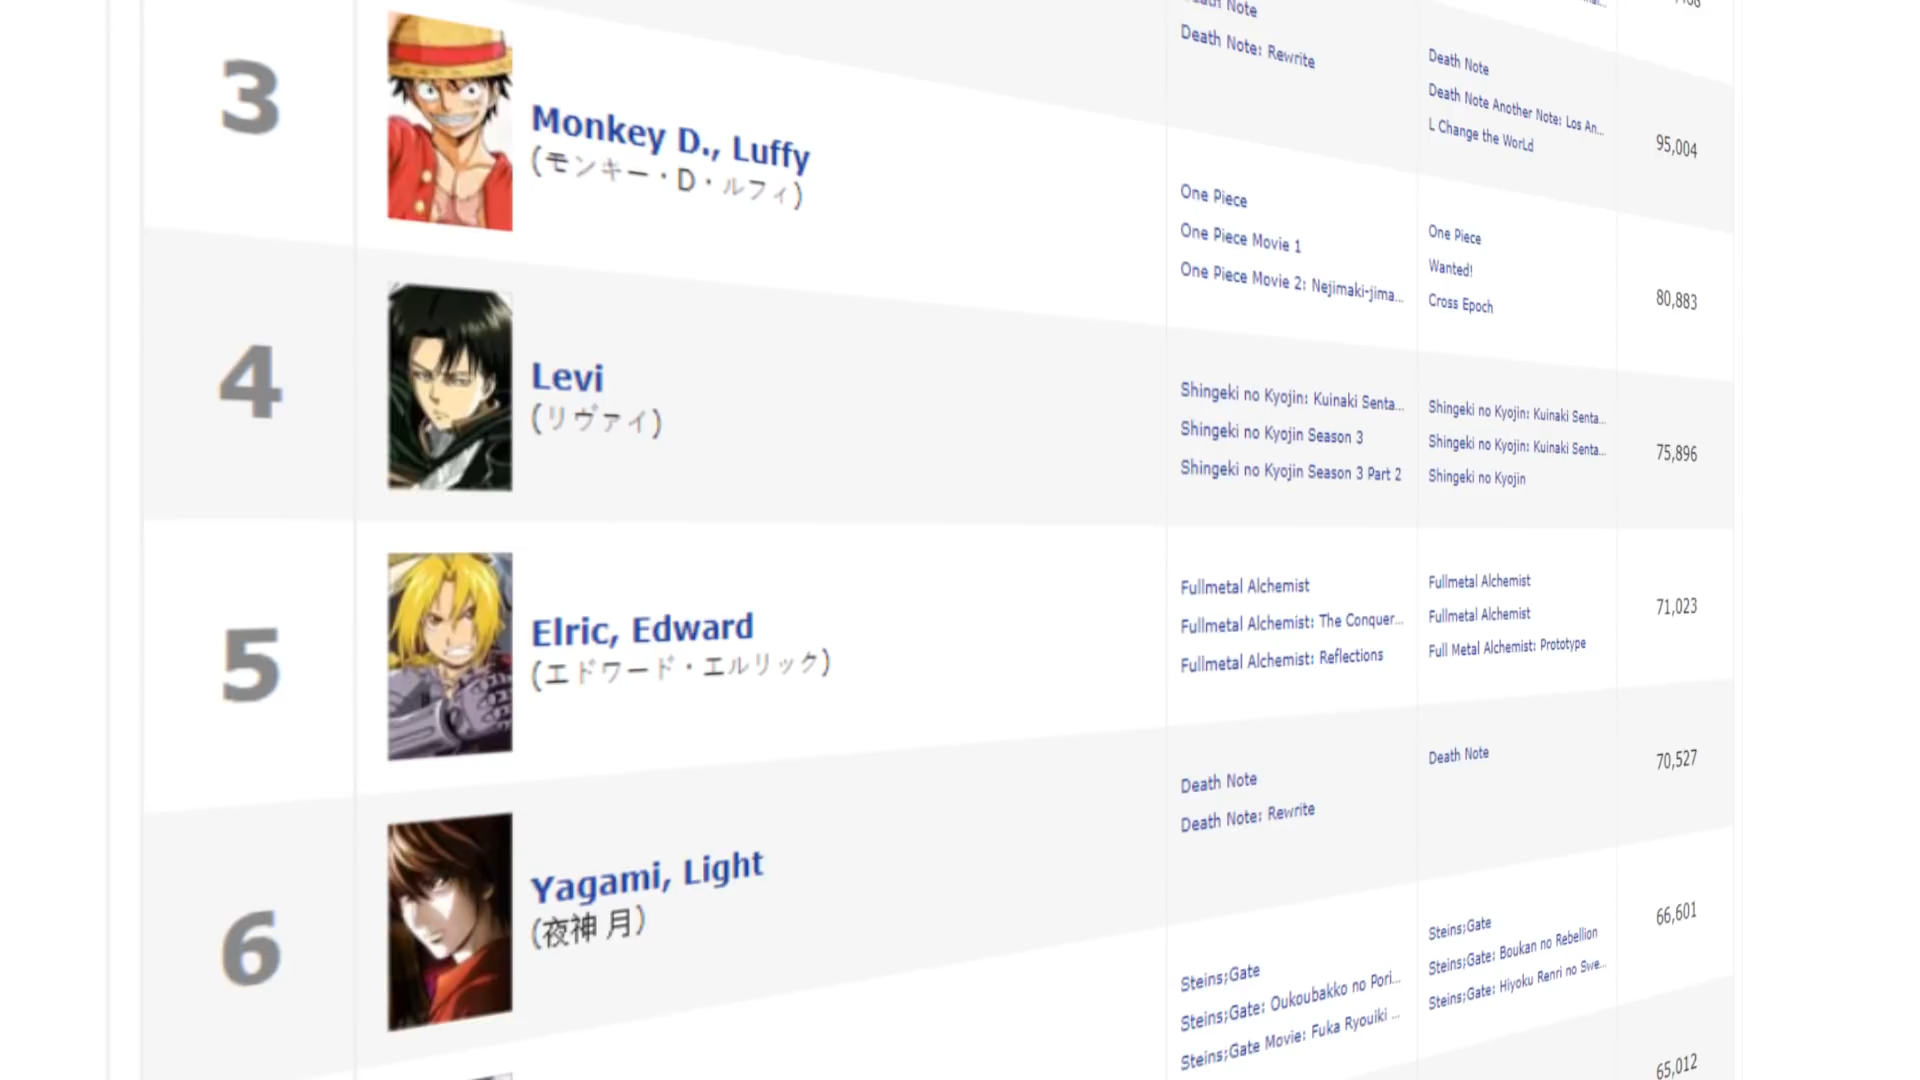 Death Note
Death Note: Rewrite
Death Note
Death Note Another Note: Los An...
L Change the WorLd
95,004
3
Monkey D., Luffy
(モンキー・D・ルフィ)
One Piece
One Piece Movie 1
One Piece Movie 2: Nejimaki-jima...
One Piece
Wanted!
Cross Epoch
80,883
4
Levi
(リヴァイ)
Shingeki no Kyojin: Kuinaki Senta...
Shingeki no Kyojin Season 3
Shingeki no Kyojin Season 3 Part 2
Shingeki no Kyojin: Kuinaki Senta...
Shingeki no Kyojin: Kuinaki Senta...
Shingeki no Kyojin
75,896
5
Elric, Edward
(エドワード・エルリック)
Fullmetal Alchemist
Fullmetal Alchemist: The Conquer...
Fullmetal Alchemist: Reflections
Fullmetal Alchemist
Fullmetal Alchemist
Full Metal Alchemist: Prototype
71,023
6
Yagami, Light
(夜神 月)
Death Note
Death Note: Rewrite
Death Note
70,527
Steins;Gate
Steins;Gate: Oukoubakko no Pori...
Steins;Gate Movie: Fuka Ryouiki ...
Steins;Gate
Steins;Gate: Boukan no Rebellion
Steins;Gate: Hiyoku Renri no Swe...
66,601
65,012